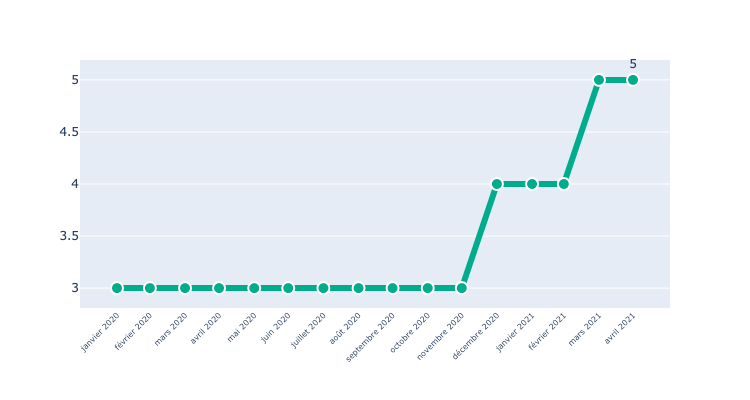 5
5
4.5
4
3.5
3
janvier 2020
février 2020
mars 2020
avril 2020
mai 2020
juin 2020
juillet 2020
août 2020
septembre 2020
octobre 2020
novembre 2020
décembre 2020
janvier 2021
février 2021
mars 2021
avril 2021